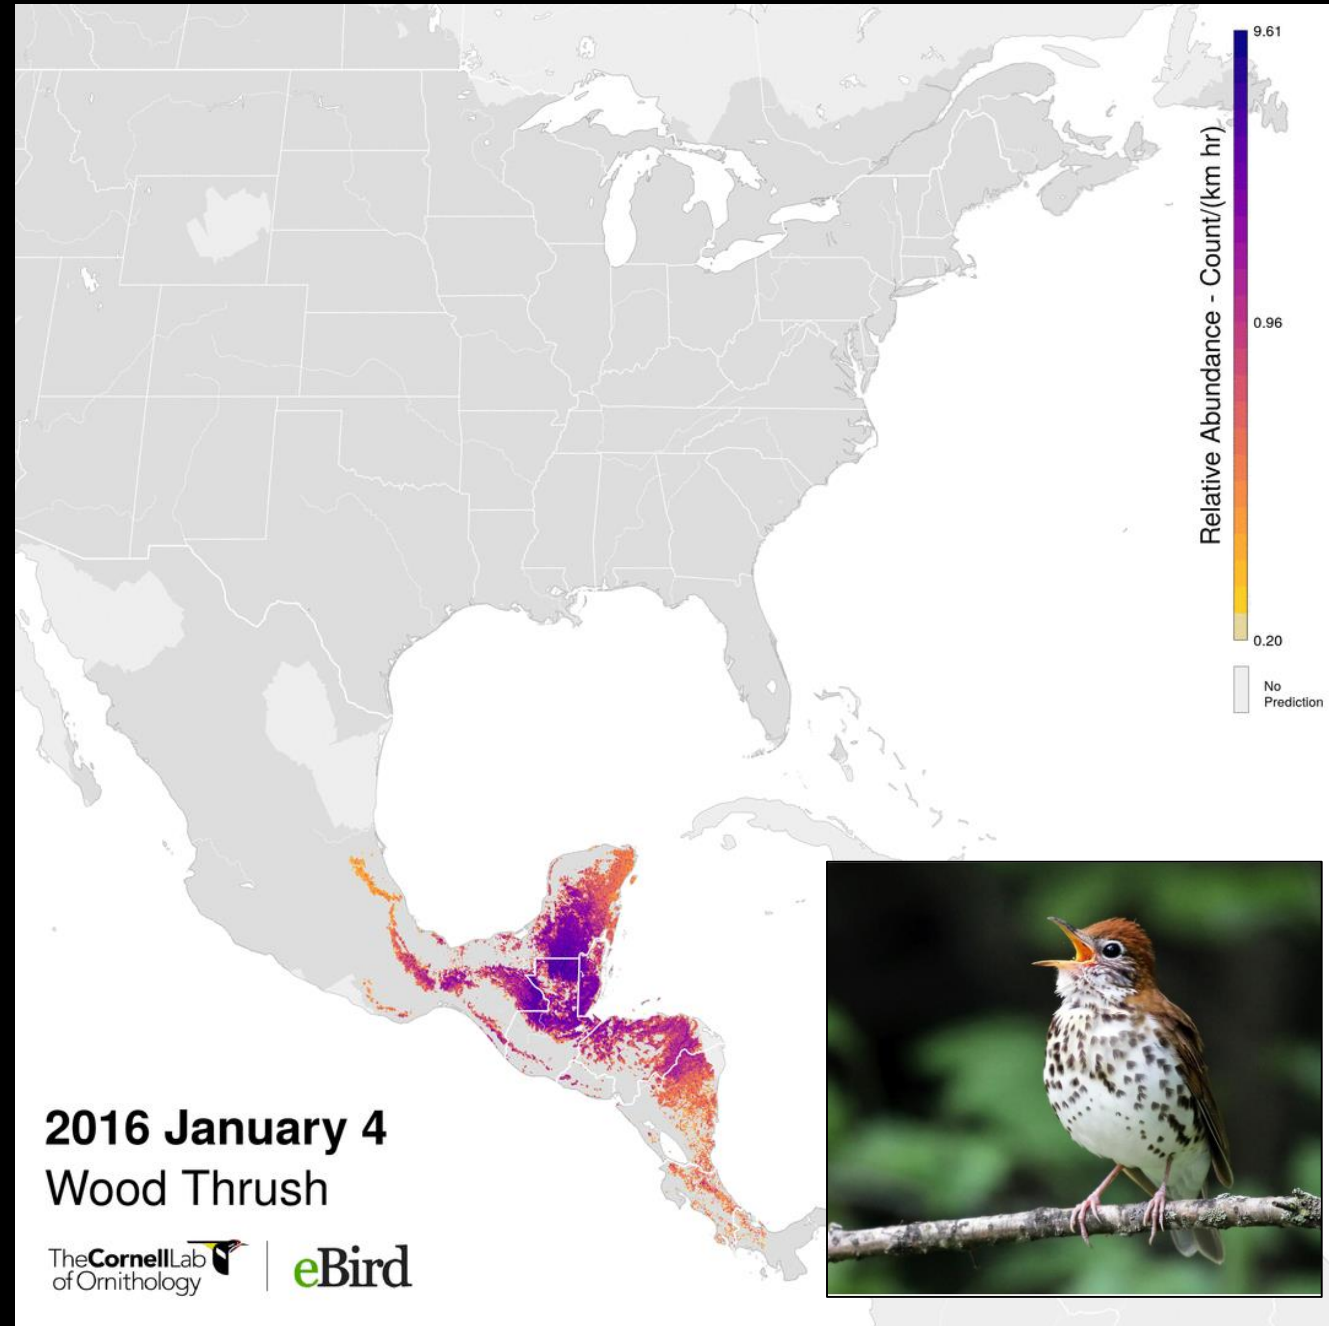 9.61
Relative Abundance - Count/(km hr)
0.96
0.20
No
Prediction
2016 January 4
Wood Thrush
TheCornellLab
of Ornithology
eBird